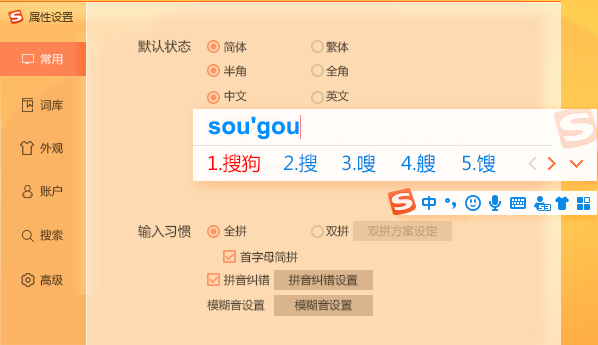 属性设置
常用
词库
外观
账户
搜索
高级
默认状态 简体 繁体
半角 全角
中文 英文
sou'gou
1.搜狗 2.搜 3.嗖 4.艘 5.馊
中
输入习惯 全拼 双拼 双拼方案设定
首字母简拼
拼音纠错 拼音纠错设置
模糊音设置 模糊音设置